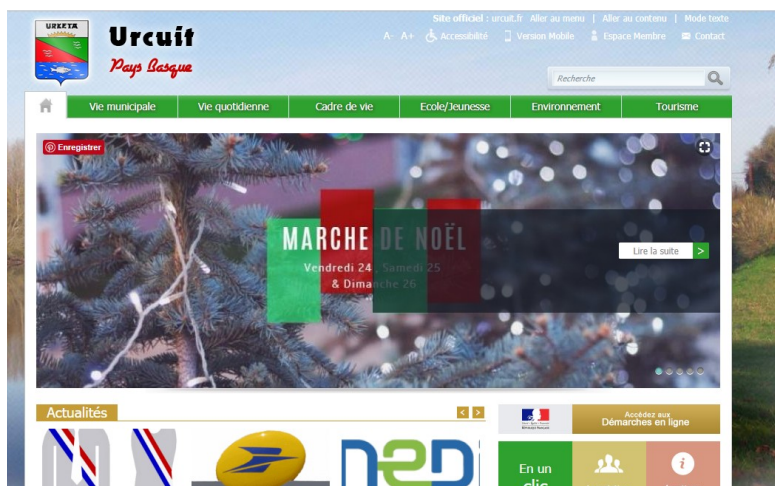 URKETA
Urcuit
Pays Basque
Site officiel : urcuit.fr Aller au menu | Aller au contenu | Mode texte
A- A+ Accessibilité Version Mobile Espace Membre Contact
Recherche
Vie municipale Vie quotidienne Cadre de vie Ecole/Jeunesse Environnement Tourisme
Enregistrer
MARCHE DE NOËL
Vendredi 24, Samedi 25
& Dimanche 26
Lire la suite >
Actualités < >
Accédez aux
Démarches en ligne
En un
clic